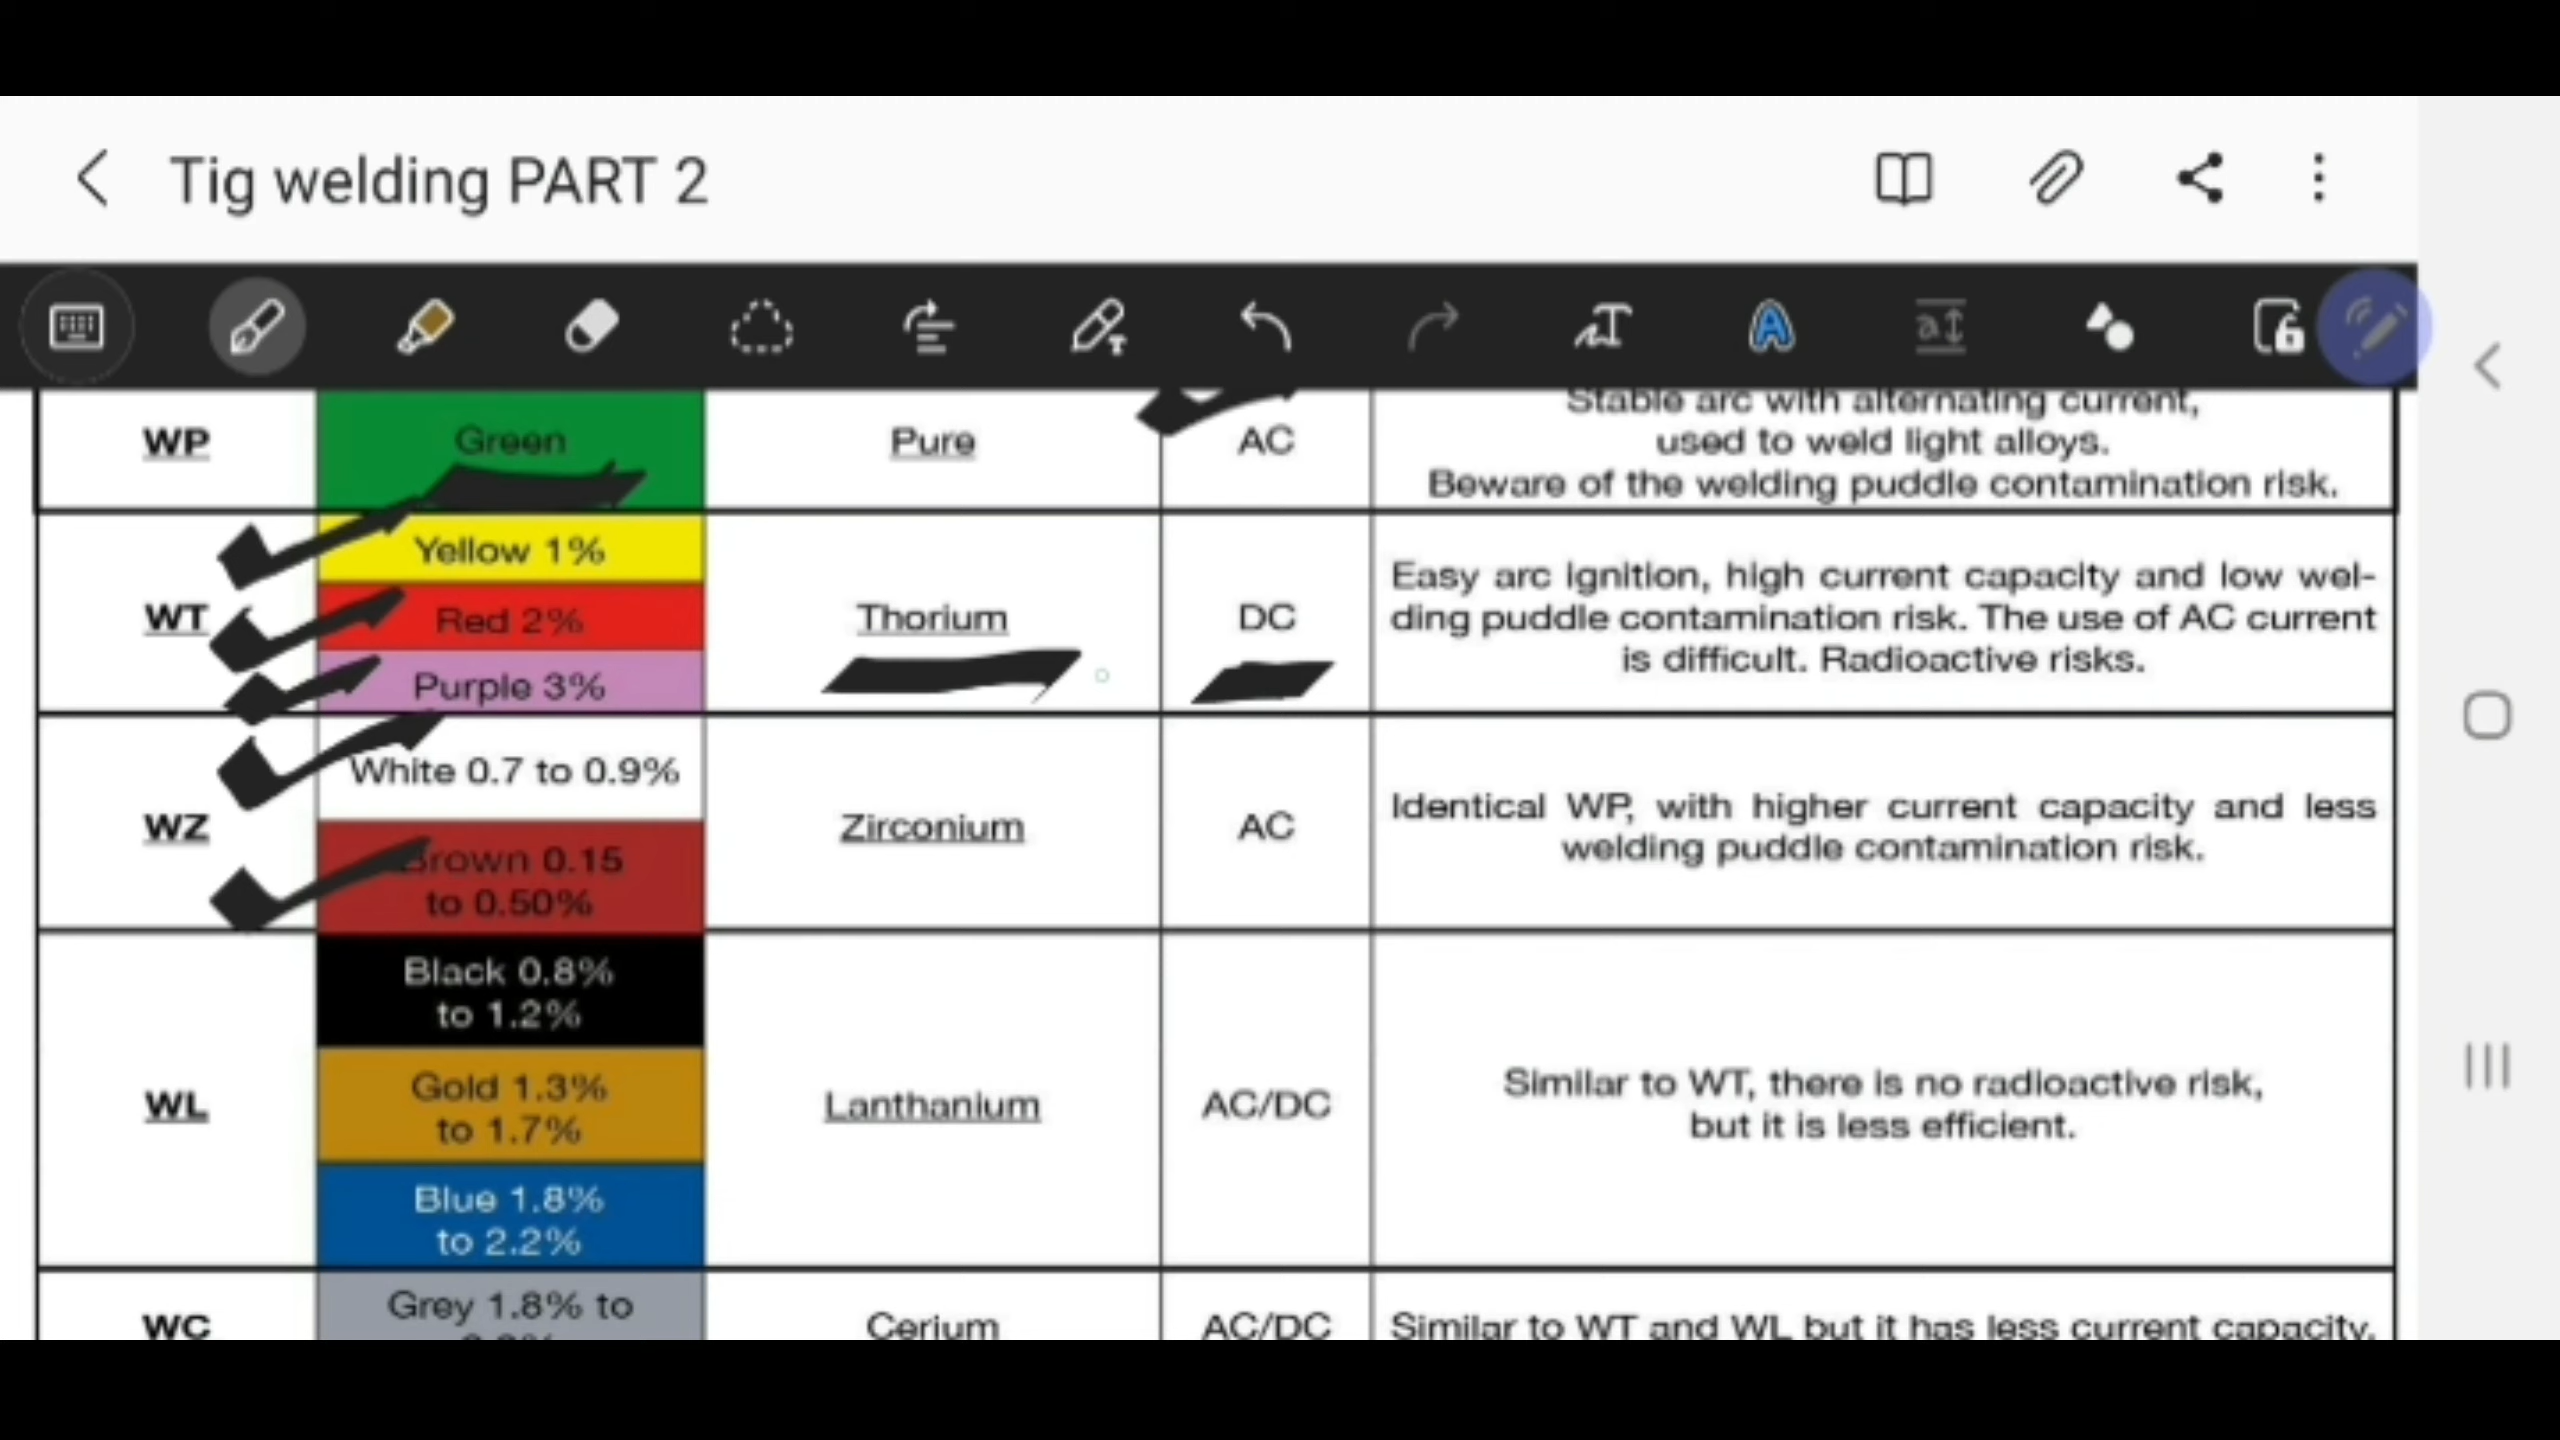 Tig welding PART 2
WP
Green
Pure
AC
Stable arc with alternating current,
used to weld light alloys.
Beware of the welding puddle contamination risk.
WT
Yellow 1%
Red 2%
Purple 3%
Thorium
DC
Easy arc ignition, high current capacity and low wel-
ding puddle contamination risk. The use of AC current
is difficult. Radioactive risks.
WZ
White 0.7 to 0.9%
Brown 0.15
to 0.50%
Zirconium
AC
Identical WP, with higher current capacity and less
welding puddle contamination risk.
WL
Black 0.8%
to 1.2%
Gold 1.3%
to 1.7%
Blue 1.8%
to 2.2%
Lanthanium
AC/DC
Similar to WT, there is no radioactive risk,
but it is less efficient.
WC
Grey 1.8% to
Cerium
AC/DC
Similar to WT and WL but it has less current capacity.